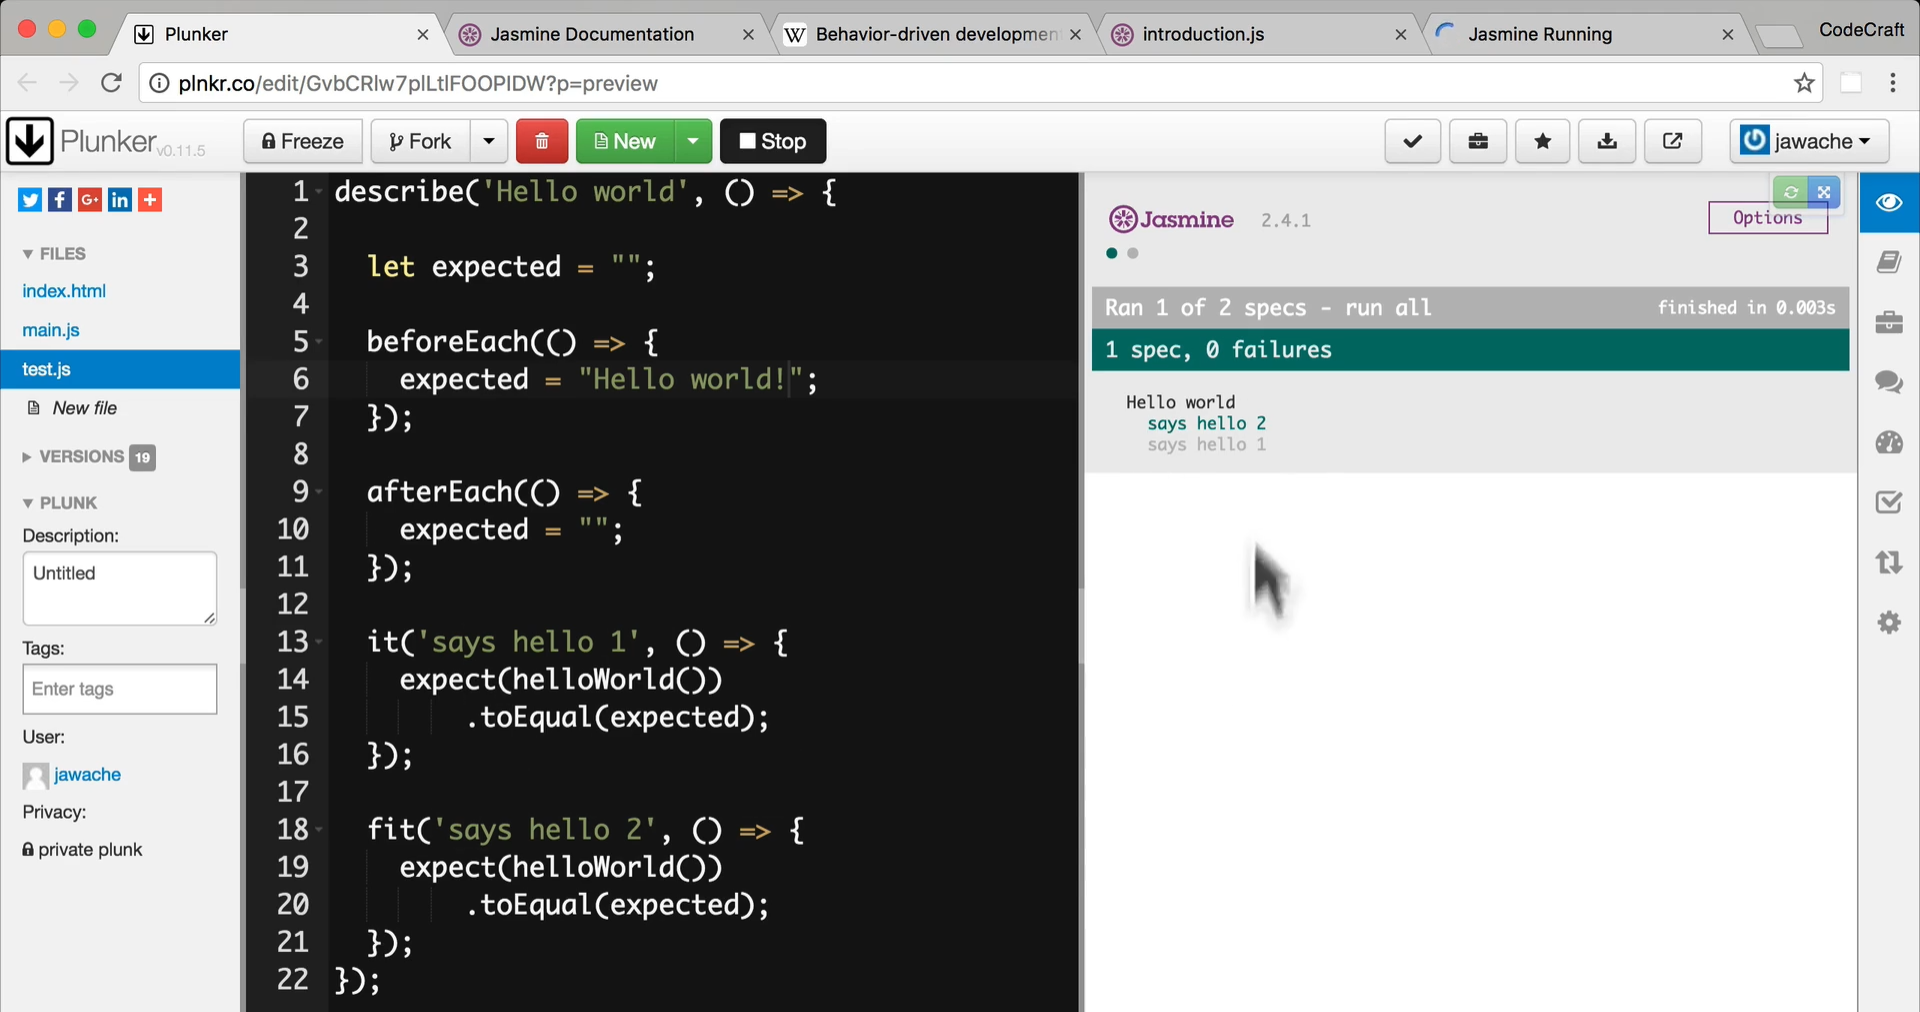 Plunker
Jasmine Documentation
Behavior-driven developmen
introduction.js
Jasmine Running
CodeCraft
plnkr.co/edit/GvbCRlw7plLtlFOOPIDW?p=preview
Plunker v0.11.5
Freeze
Fork
New
Stop
jawache
FILES
index.html
main.js
test.js
New file
VERSIONS 19
PLUNK
Description:
Untitled
Tags:
Enter tags
User:
jawache
Privacy:
private plunk
1 describe('Hello world', () => {
2
3 let expected = "";
4
5 beforeEach(() => {
6 expected = "Hello world!";
7 });
8
9 afterEach(() => {
10 expected = "";
11 });
12
13 it('says hello 1', () => {
14 expect(helloWorld())
15 .toEqual(expected);
16 });
17
18 fit('says hello 2', () => {
19 expect(helloWorld())
20 .toEqual(expected);
21 });
22 });
Jasmine 2.4.1
Options
Ran 1 of 2 specs - run all
finished in 0.003s
1 spec, 0 failures
Hello world
says hello 2
says hello 1